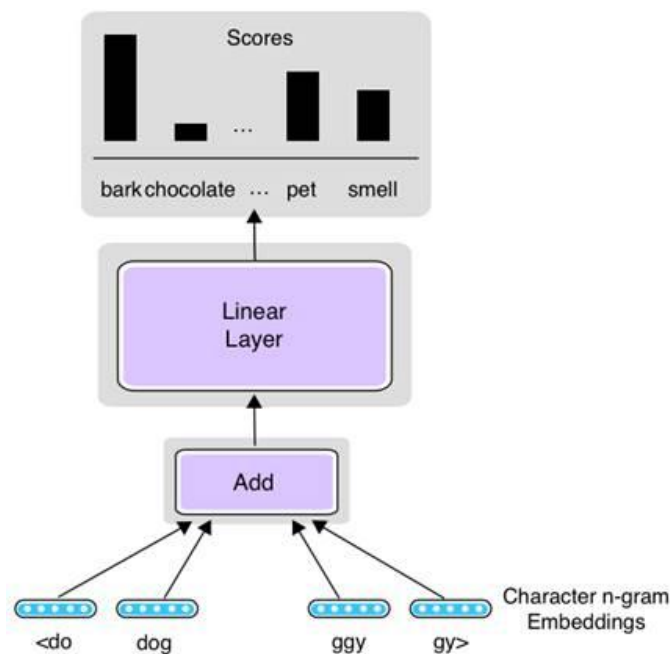 Scores
...
bark chocolate ... pet smell
Linear
Layer
Add
<do dog ggy gy>
Character n-gram
Embeddings